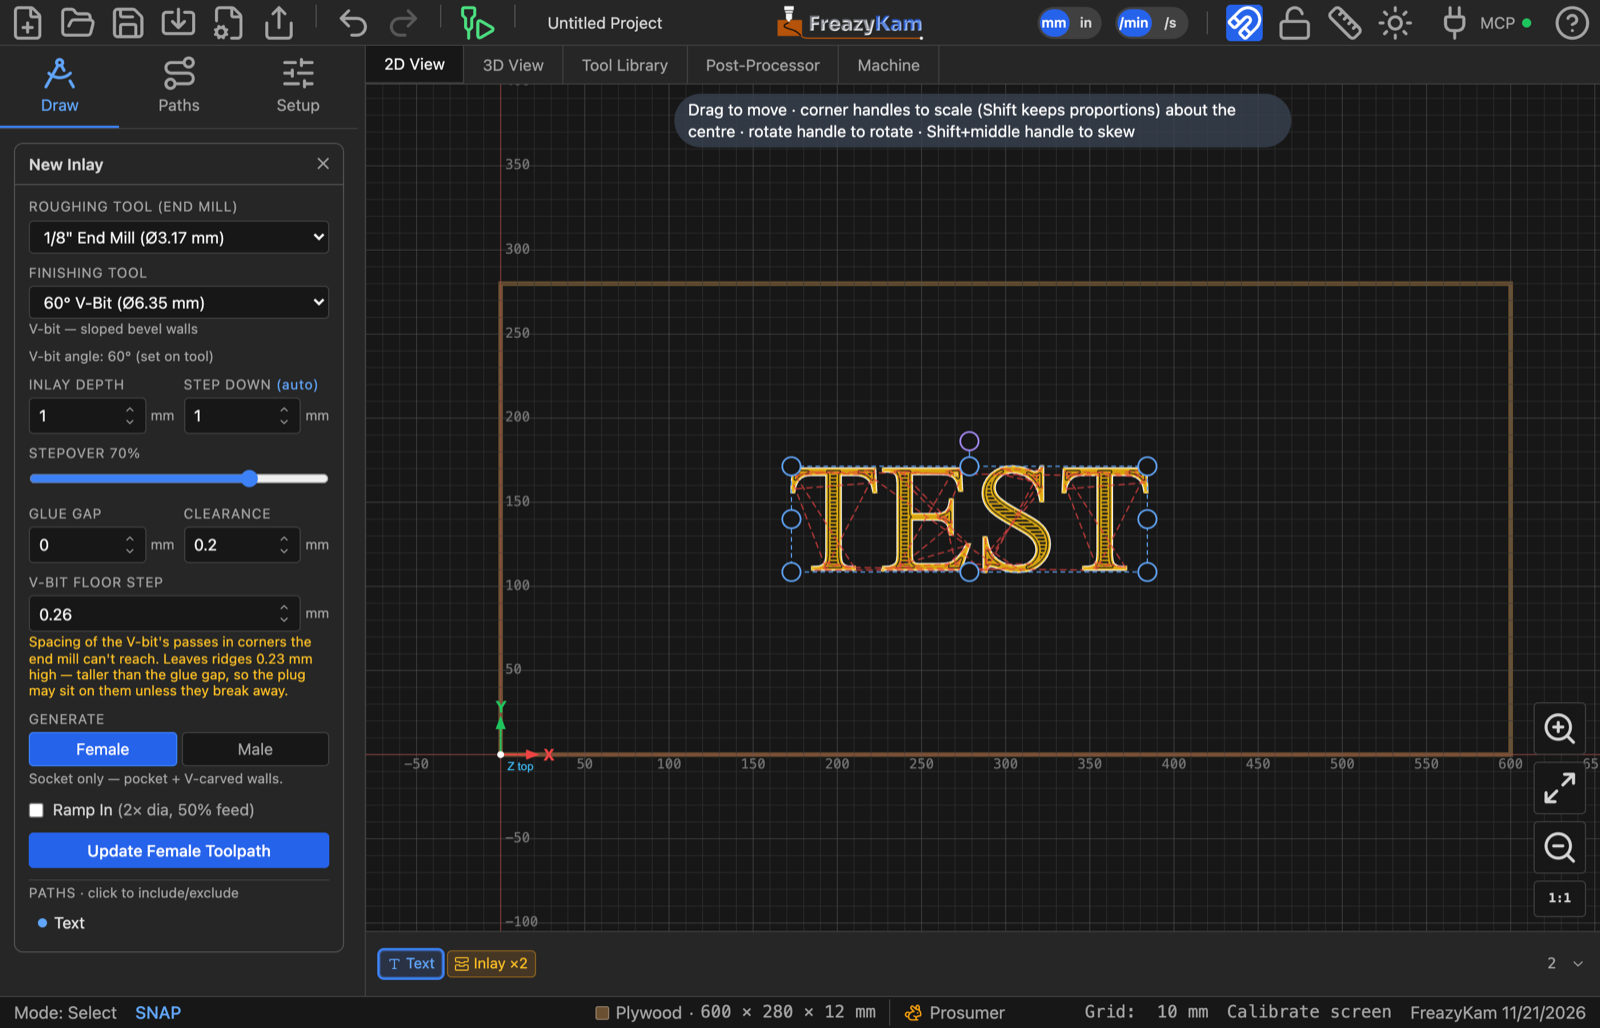 Untitled Project
FreazyKam
mm in
/min /s
MCP
Draw
Paths
Setup
2D View
3D View
Tool Library
Post-Processor
Machine
Drag to move · corner handles to scale (Shift keeps proportions) about the
centre · rotate handle to rotate · Shift+middle handle to skew
New Inlay
ROUGHING TOOL (END MILL)
1/8" End Mill (Ø3.17 mm)
FINISHING TOOL
60° V-Bit (Ø6.35 mm)
V-bit — sloped bevel walls
V-bit angle: 60° (set on tool)
INLAY DEPTH
STEP DOWN (auto)
1 mm
1 mm
STEPOVER 70%
GLUE GAP
CLEARANCE
0 mm
0.2 mm
V-BIT FLOOR STEP
0.26 mm
Spacing of the V-bit's passes in corners the
end mill can't reach. Leaves ridges 0.23 mm
high — taller than the glue gap, so the plug
may sit on them unless they break away.
GENERATE
Female
Male
Socket only — pocket + V-carved walls.
Ramp In (2× dia, 50% feed)
Update Female Toolpath
PATHS · click to include/exclude
Text
350
300
250
200
150
100
50
−50
−100
TEST
Y
X
Z top
−50 50 100 150 200 250 300 350 400 450 500 550 600
1:1
Text
Inlay ×2
2
Mode: Select
SNAP
Plywood · 600 × 280 × 12 mm
Prosumer
Grid: 10 mm
Calibrate screen
FreazyKam 11/21/2026